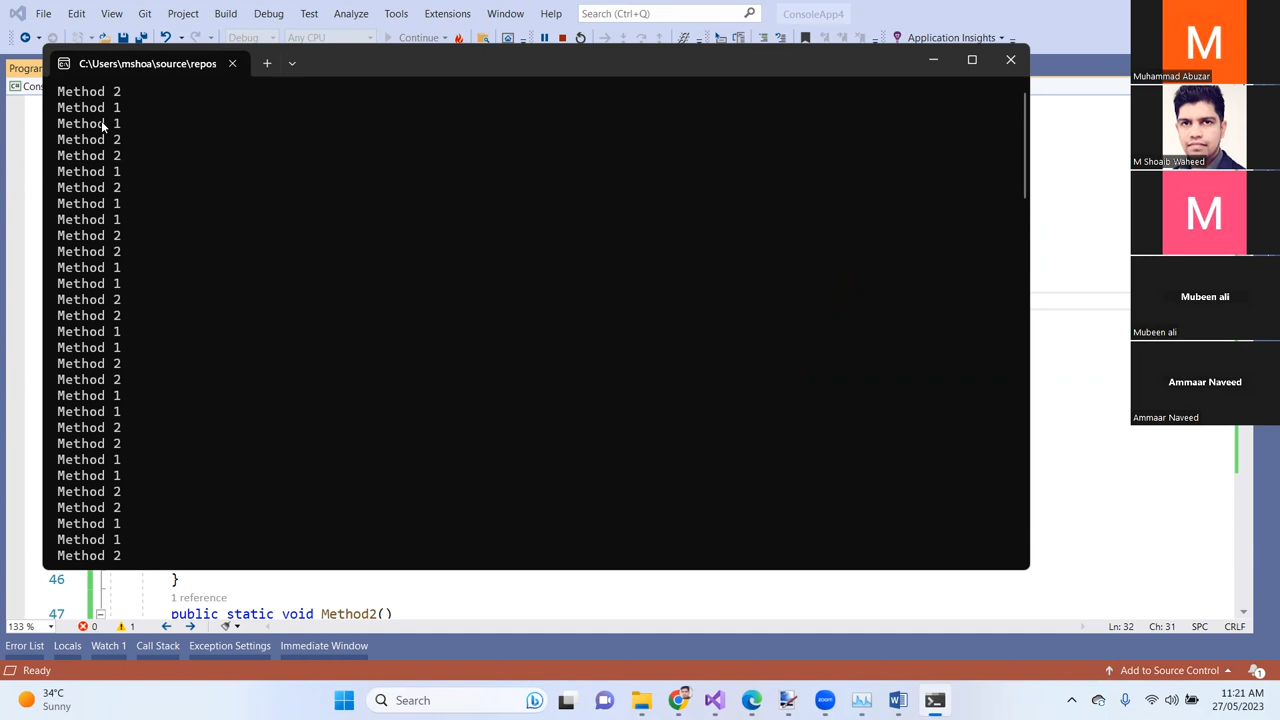 File Edit View Git Project Build Debug Test Analyze Tools Extensions Window Help Search (Ctrl+Q) ConsoleApp4
Debug Any CPU Continue Application Insights
C:\Users\mshoa\source\repos
Program
Cons
Method 2
Method 1
Method 1
Method 2
Method 2
Method 1
Method 2
Method 1
Method 1
Method 2
Method 2
Method 1
Method 1
Method 2
Method 2
Method 1
Method 1
Method 2
Method 2
Method 1
Method 1
Method 2
Method 2
Method 1
Method 1
Method 2
Method 2
Method 1
Method 1
Method 2
46 }
1 reference
47 public static void Method2()
133 % 0 1 Ln: 32 Ch: 31 SPC CRLF
Error List Locals Watch 1 Call Stack Exception Settings Immediate Window
Ready Add to Source Control 1
34°C
Sunny
Search
11:21 AM
27/05/2023
M
Muhammad Abuzar
M Shoaib Waheed
M
Mubeen ali
Mubeen ali
Ammaar Naveed
Ammaar Naveed